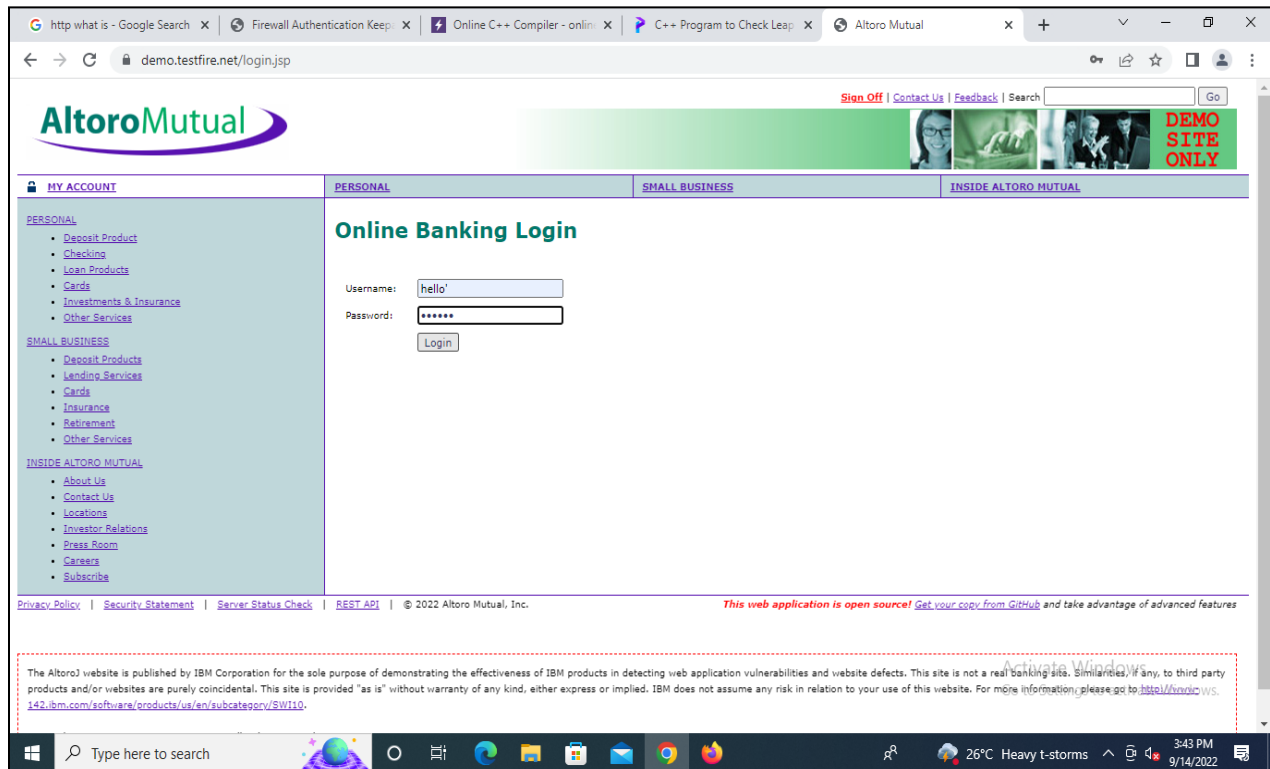 http what is - Google Search
Firewall Authentication Keep
Online C++ Compiler - onlin
C++ Program to Check Leap
Altoro Mutual
demo.testfire.net/login.jsp
Sign Off | Contact Us | Feedback | Search Go
AltoroMutual
DEMO
SITE
ONLY
MY ACCOUNT PERSONAL SMALL BUSINESS INSIDE ALTORO MUTUAL
PERSONAL
Deposit Product
Checking
Loan Products
Cards
Investments & Insurance
Other Services
SMALL BUSINESS
Deposit Products
Lending Services
Cards
Insurance
Retirement
Other Services
INSIDE ALTORO MUTUAL
About Us
Contact Us
Locations
Investor Relations
Press Room
Careers
Subscribe
Online Banking Login
Username: hello'
Password: ••••••
Login
Privacy Policy | Security Statement | Server Status Check | REST API | © 2022 Altoro Mutual, Inc.
This web application is open source! Get your copy from GitHub and take advantage of advanced features
The AltoroJ website is published by IBM Corporation for the sole purpose of demonstrating the effectiveness of IBM products in detecting web application vulnerabilities and website defects. This site is not a real banking site. Similarities, if any, to third party
products and/or websites are purely coincidental. This site is provided "as is" without warranty of any kind, either express or implied. IBM does not assume any risk in relation to your use of this website. For more information, please go to http://www-
142.ibm.com/software/products/us/en/subcategory/SWI10.
Activate Windows
Go to Settings to activate Windows.
Type here to search
26°C Heavy t-storms
3:43 PM
9/14/2022